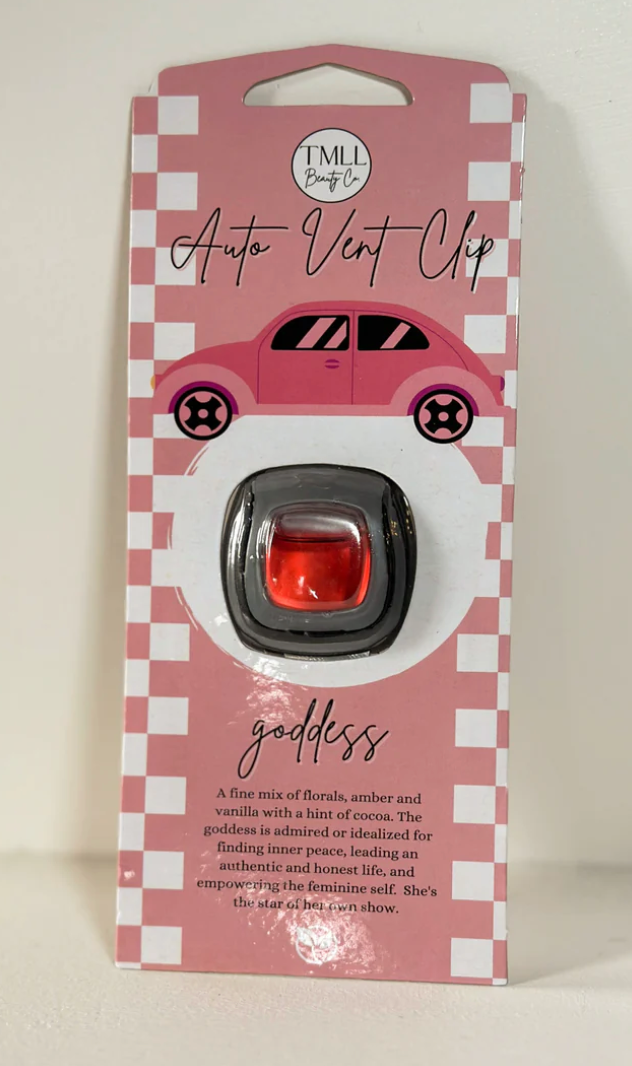 TMLL
Beauty Co.
Auto Vent Clip
goddess
A fine mix of florals, amber and
vanilla with a hint of cocoa. The
goddess is admired or idealized for
finding inner peace, leading an
authentic and honest life, and
empowering the feminine self. She's
the star of her own show.